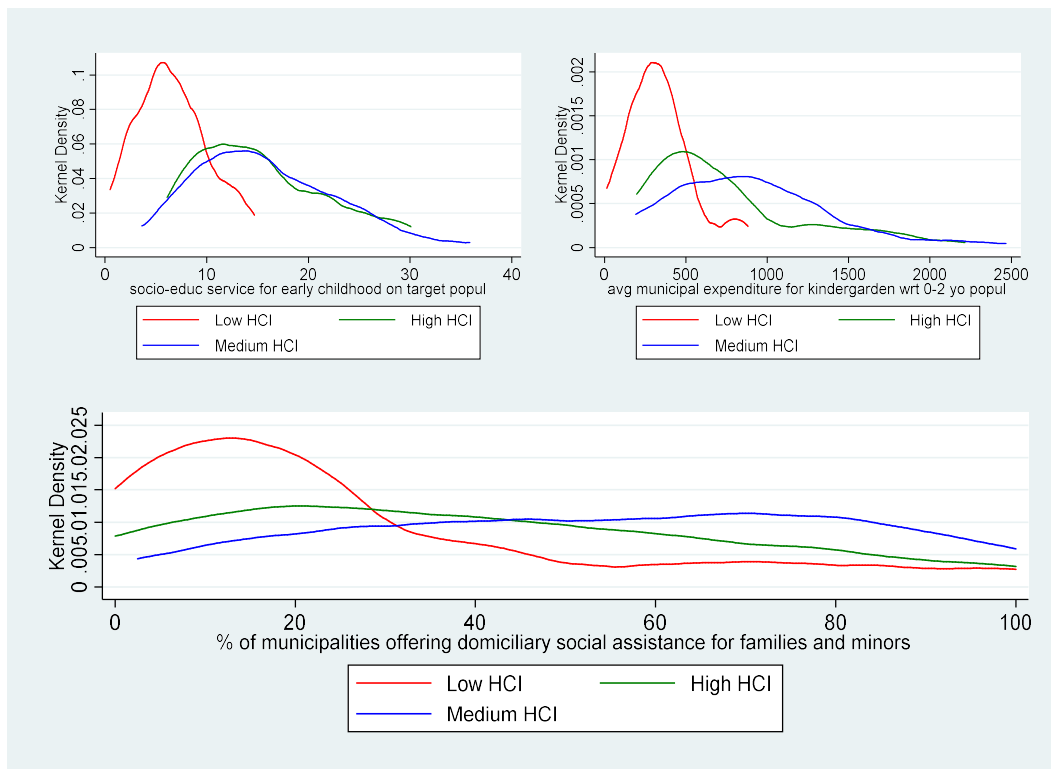 Kernel Density
0 .02 .04 .06 .08 .1
0 10 20 30 40
socio-educ service for early childhood on target popul
Low HCI High HCI
Medium HCI
Kernel Density
0 .0005 .001 .0015 .002
0 500 1000 1500 2000 2500
avg municipal expenditure for kindergarden wrt 0-2 yo popul
Low HCI High HCI
Medium HCI
Kernel Density
0 .005 .01 .015 .02 .025
0 20 40 60 80 100
% of municipalities offering domiciliary social assistance for families and minors
Low HCI High HCI
Medium HCI